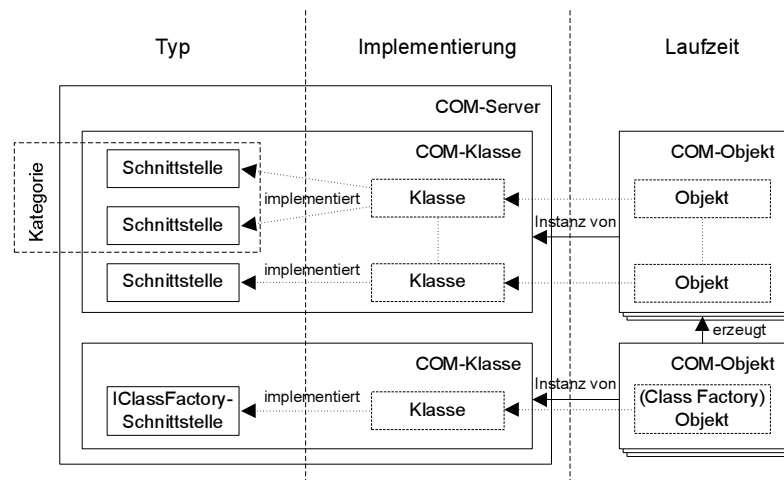 Typ
Implementierung
Laufzeit
COM-Server
COM-Klasse
COM-Objekt
Kategorie
Schnittstelle
implementiert
Klasse
Objekt
Schnittstelle
Instanz von
Schnittstelle
implementiert
Klasse
Objekt
erzeugt
COM-Klasse
COM-Objekt
IClassFactory-
Schnittstelle
implementiert
Klasse
Instanz von
(Class Factory)
Objekt